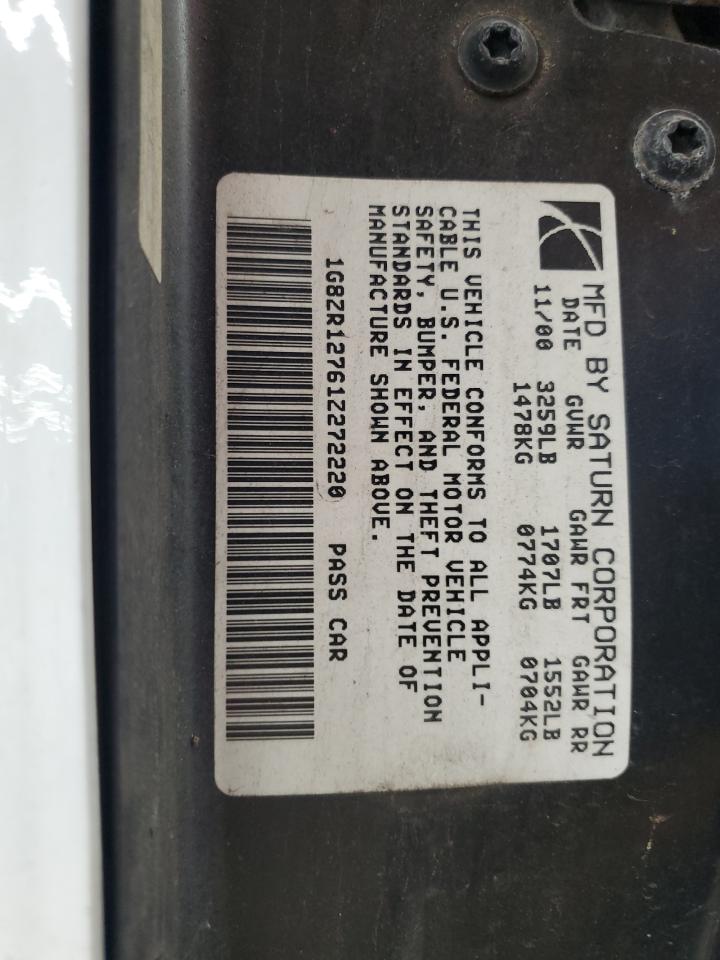 MFD BY SATURN CORPORATION
DATE GVWR GAWR FRT GAWR RR
11/00 3259LB 1707LB 1552LB
1478KG 0774KG 0704KG
THIS VEHICLE CONFORMS TO ALL APPLI-
CABLE U.S. FEDERAL MOTOR VEHICLE
SAFETY, BUMPER, AND THEFT PREVENTION
STANDARDS IN EFFECT ON THE DATE OF
MANUFACTURE SHOWN ABOVE.
1G8ZR12761Z272220 PASS CAR